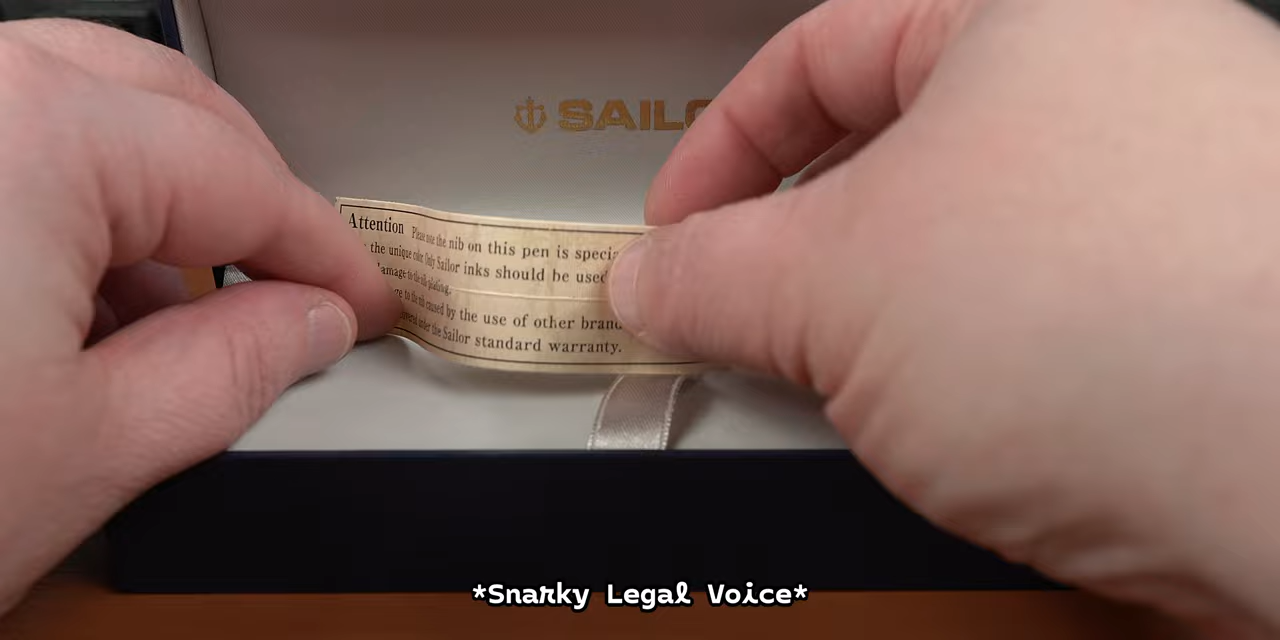 SAILO
Attention Please note the nib on this pen is specia
the unique color. Only Sailor inks should be used
damage to the nib plating.
to the nib caused by the use of other brand
under the Sailor standard warranty.
*Snarky Legal Voice*